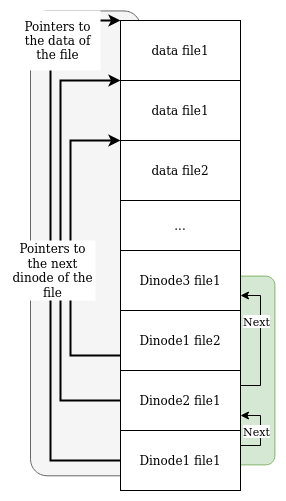 Pointers to
the data of
the file
data file1
data file1
data file2
...
Pointers to
the next
dinode of the
file
Dinode3 file1
Next
Dinode1 file2
Dinode2 file1
Next
Dinode1 file1